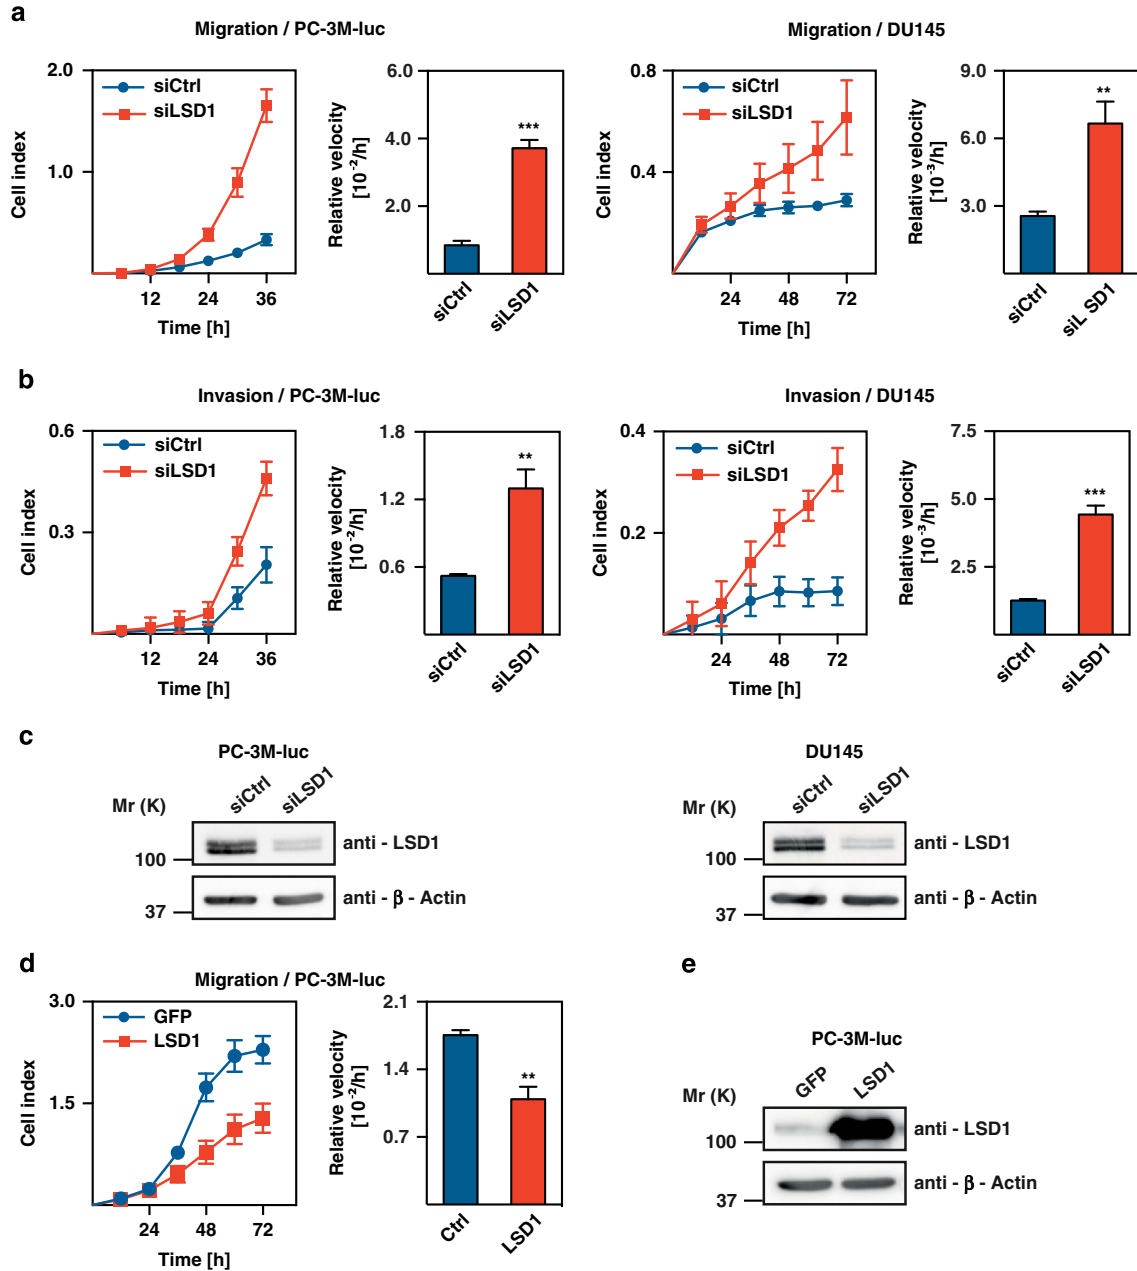 a
Migration / PC-3M-luc
Migration / DU145
2.0
1.0
Cell index
siCtrl
siLSD1
12
24
36
Time [h]
6.0
4.0
2.0
Relative velocity
[10⁻²/h]
***
siCtrl
siLSD1
0.8
0.4
Cell index
siCtrl
siLSD1
24
48
72
Time [h]
9.0
6.0
3.0
Relative velocity
[10⁻³/h]
**
siCtrl
siL SD1
b
Invasion / PC-3M-luc
Invasion / DU145
0.6
0.3
Cell index
siCtrl
siLSD1
12
24
36
Time [h]
1.8
1.2
0.6
Relative velocity
[10⁻²/h]
**
siCtrl
siLSD1
0.4
0.2
Cell index
siCtrl
siLSD1
24
48
72
Time [h]
7.5
5.0
2.5
Relative velocity
[10⁻³/h]
***
siCtrl
siLSD1
c
PC-3M-luc
siCtrl
siLSD1
Mr (K)
100
anti - LSD1
37
anti - β - Actin
DU145
siCtrl
siLSD1
Mr (K)
100
anti - LSD1
37
anti - β - Actin
d
Migration / PC-3M-luc
3.0
1.5
Cell index
GFP
LSD1
24
48
72
Time [h]
2.1
1.4
0.7
Relative velocity
[10⁻²/h]
**
Ctrl
LSD1
e
PC-3M-luc
GFP
LSD1
Mr (K)
100
anti - LSD1
37
anti - β - Actin